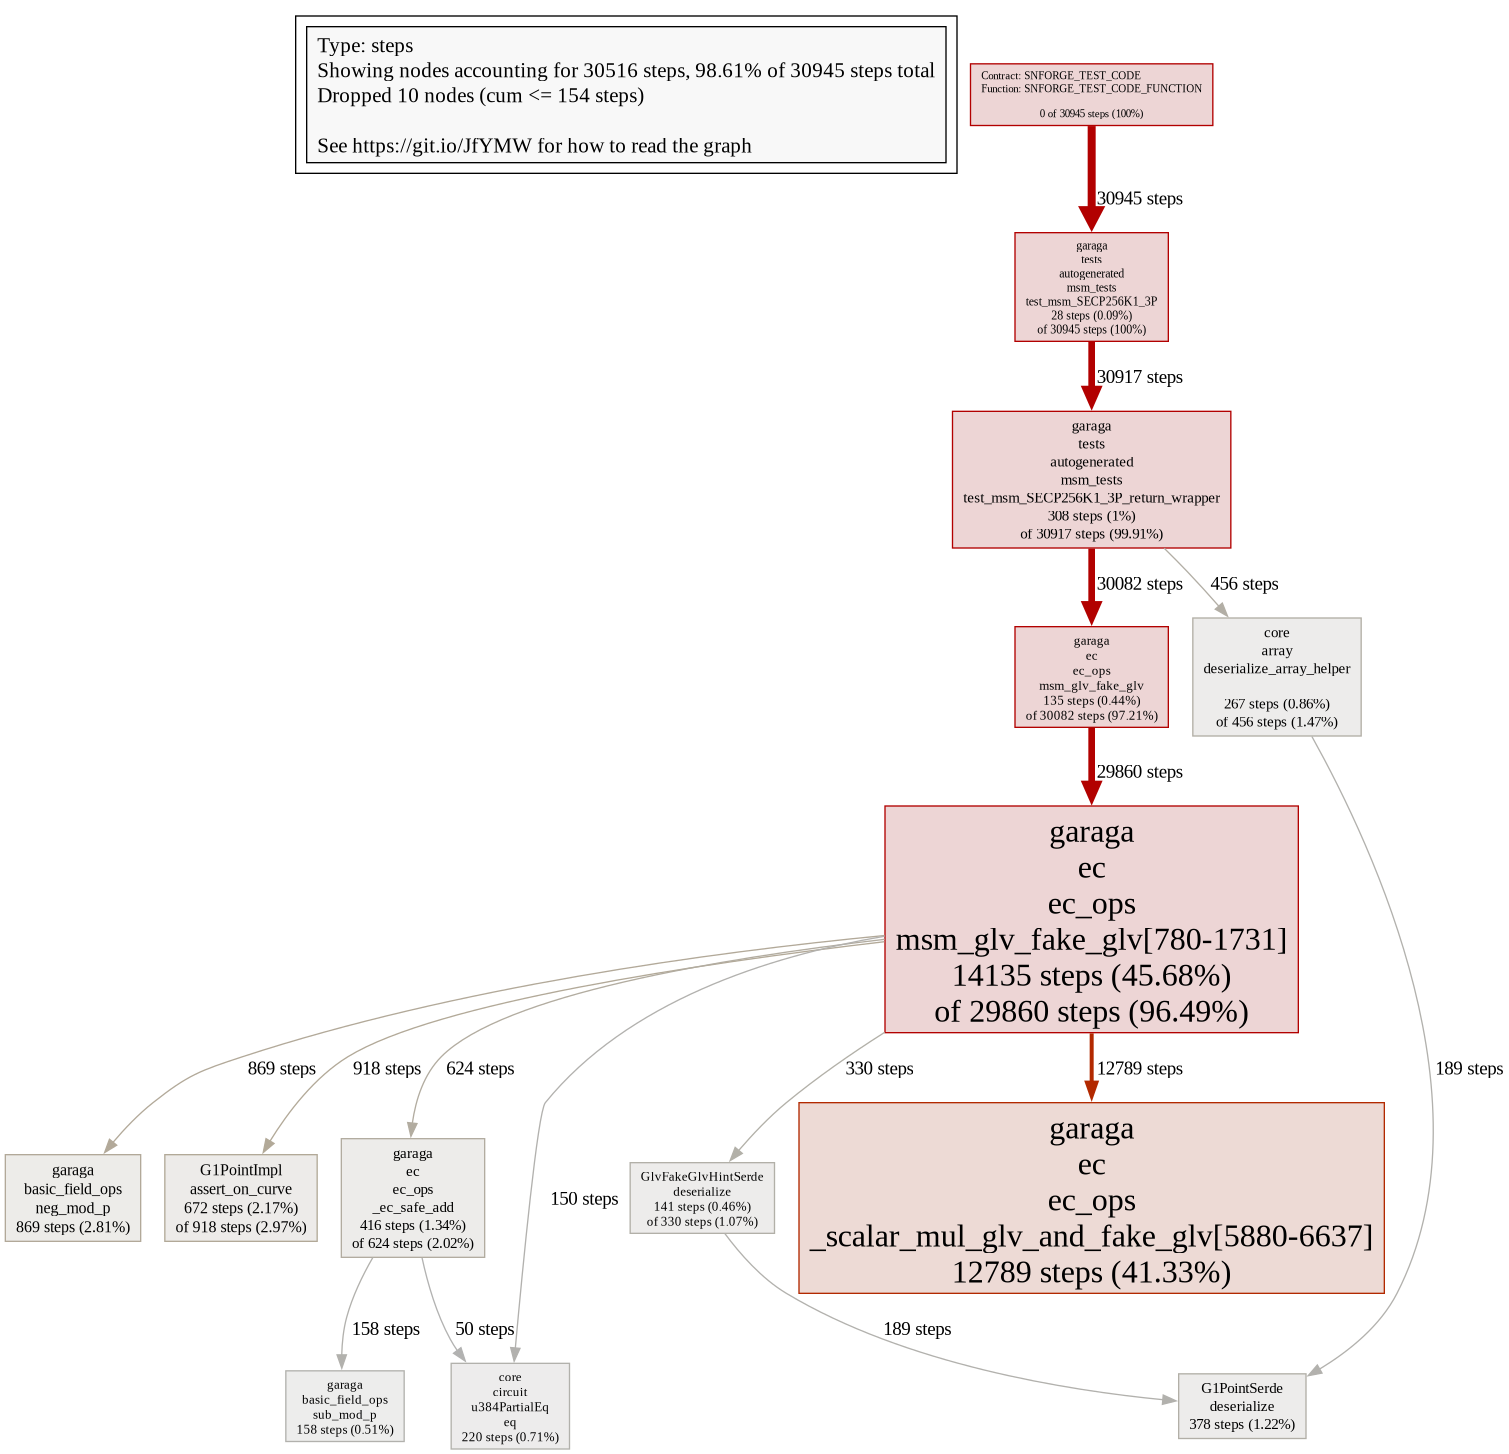 Type: steps
Showing nodes accounting for 30516 steps, 98.61% of 30945 steps total
Dropped 10 nodes (cum <= 154 steps)
See https://git.io/JfYMW for how to read the graph
Contract: SNFORGE_TEST_CODE
Function: SNFORGE_TEST_CODE_FUNCTION
0 of 30945 steps (100%)
30945 steps
garaga
tests
autogenerated
msm_tests
test_msm_SECP256K1_3P
28 steps (0.09%)
of 30945 steps (100%)
30917 steps
garaga
tests
autogenerated
msm_tests
test_msm_SECP256K1_3P_return_wrapper
308 steps (1%)
of 30917 steps (99.91%)
30082 steps
456 steps
garaga
ec
ec_ops
msm_glv_fake_glv
135 steps (0.44%)
of 30082 steps (97.21%)
core
array
deserialize_array_helper
267 steps (0.86%)
of 456 steps (1.47%)
29860 steps
garaga
ec
ec_ops
msm_glv_fake_glv[780-1731]
14135 steps (45.68%)
of 29860 steps (96.49%)
869 steps
918 steps
624 steps
330 steps
12789 steps
189 steps
garaga
basic_field_ops
neg_mod_p
869 steps (2.81%)
G1PointImpl
assert_on_curve
672 steps (2.17%)
of 918 steps (2.97%)
garaga
ec
ec_ops
_ec_safe_add
416 steps (1.34%)
of 624 steps (2.02%)
150 steps
GlvFakeGlvHintSerde
deserialize
141 steps (0.46%)
of 330 steps (1.07%)
garaga
ec
ec_ops
_scalar_mul_glv_and_fake_glv[5880-6637]
12789 steps (41.33%)
158 steps
50 steps
189 steps
garaga
basic_field_ops
sub_mod_p
158 steps (0.51%)
core
circuit
u384PartialEq
eq
220 steps (0.71%)
G1PointSerde
deserialize
378 steps (1.22%)